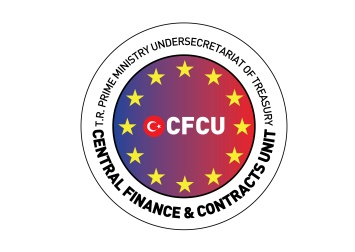 T.R. PRIME MINISTRY UNDERSECRETARIAT OF TREASURY
CFCU
CENTRAL FINANCE & CONTRACTS UNIT